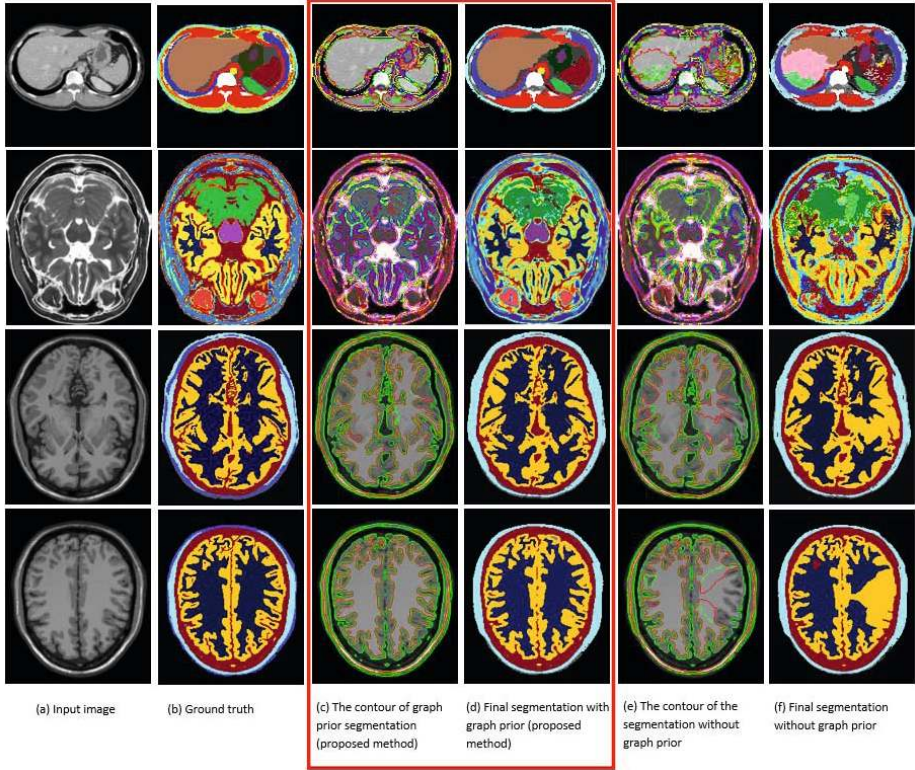 (a) Input image
(b) Ground truth
(c) The contour of graph
prior segmentation
(proposed method)
(d) Final segmentation with
graph prior (proposed
method)
(e) The contour of the
segmentation without
graph prior
(f) Final segmentation
without graph prior